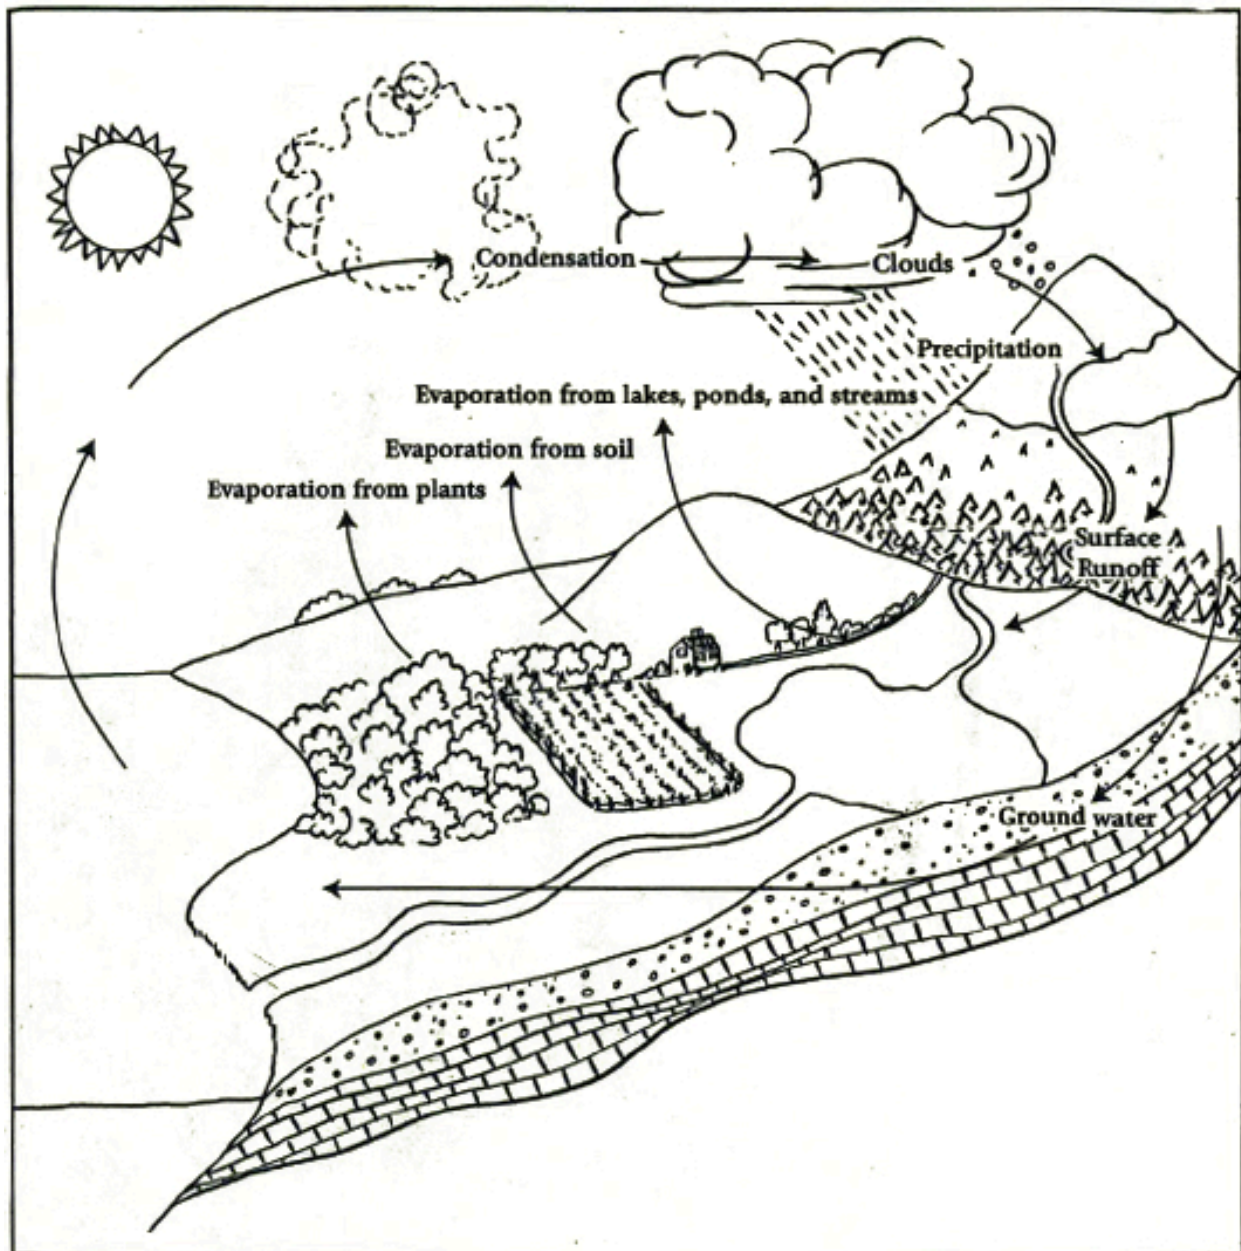 Condensation
Clouds
Precipitation
Evaporation from lakes, ponds, and streams
Evaporation from soil
Evaporation from plants
Surface
Runoff
Ground water